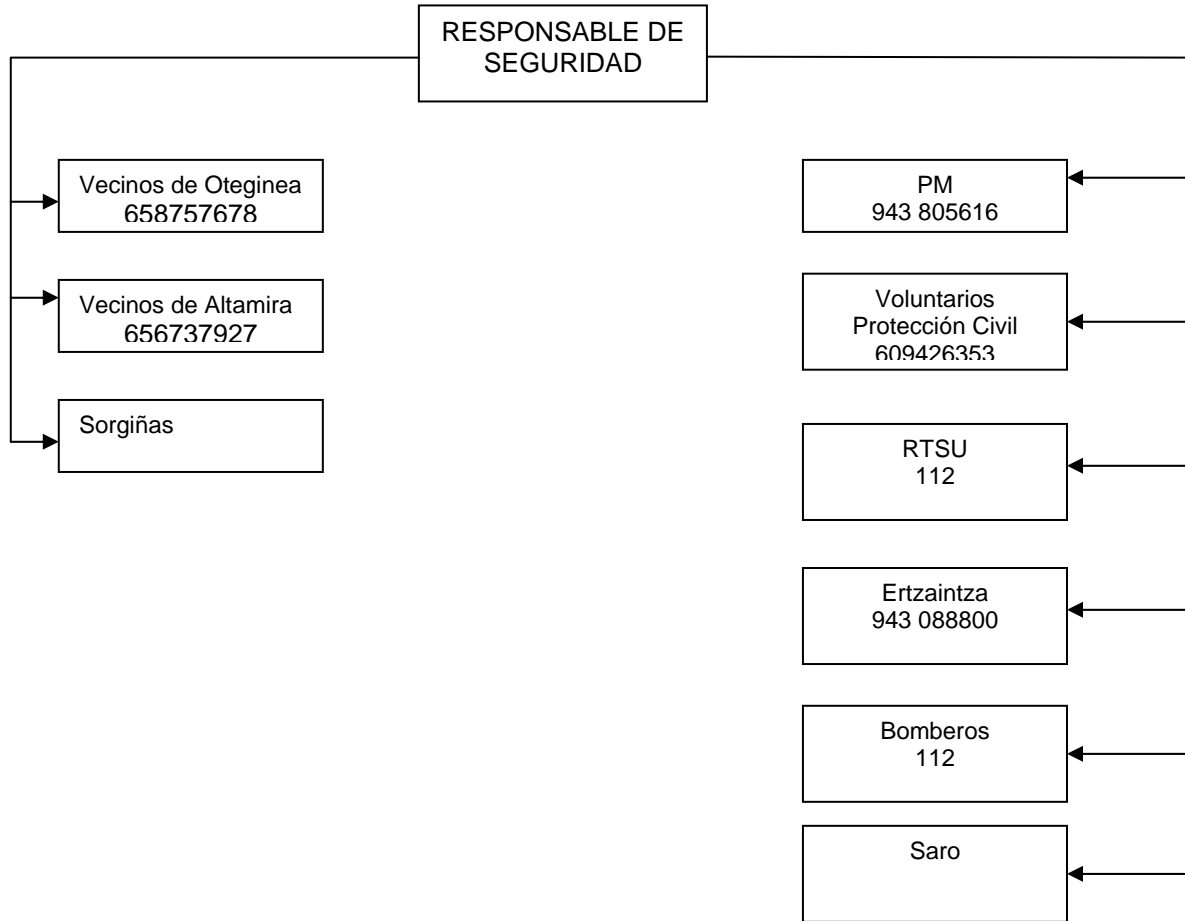 RESPONSABLE DE
SEGURIDAD
Vecinos de Oteginea
658757678
Vecinos de Altamira
656737927
Sorgiñas
PM
943 805616
Voluntarios
Protección Civil
609426353
RTSU
112
Ertzaintza
943 088800
Bomberos
112
Saro